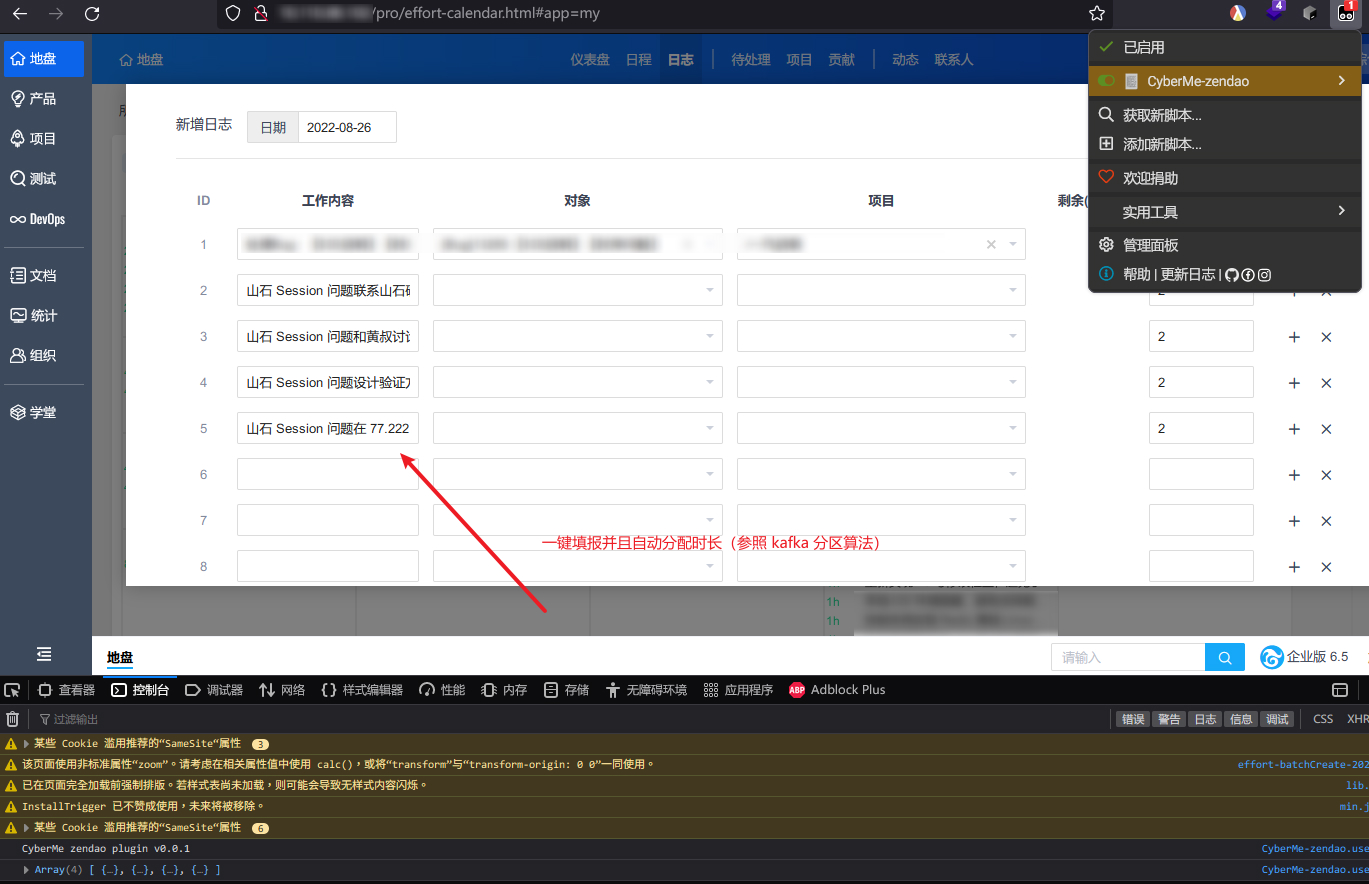 /pro/effort-calendar.html#app=my
4
1
已启用
CyberMe-zendao
获取新脚本...
添加新脚本...
欢迎捐助
实用工具
管理面板
帮助 | 更新日志 |
地盘
产品
项目
测试
DevOps
文档
统计
组织
学堂
地盘
仪表盘 日程 日志 待处理 项目 贡献 动态 联系人
新增日志 日期 2022-08-26
ID 工作内容 对象 项目 剩余(
1
2 山石 Session 问题联系山石
3 山石 Session 问题和黄叔讨 2
4 山石 Session 问题设计验证 2
5 山石 Session 问题在 77.222 2
6
7
8
一键填报并且自动分配时长（参照 kafka 分区算法）
1h
1h
地盘
请输入
企业版 6.5
查看器 控制台 调试器 网络 样式编辑器 性能 内存 存储 无障碍环境 应用程序 ABP Adblock Plus
过滤输出
错误 警告 日志 信息 调试 CSS XHR
某些 Cookie 滥用推荐的“SameSite“属性 3
该页面使用非标准属性“zoom”。请考虑在相关属性值中使用 calc()，或将“transform”与“transform-origin: 0 0”一同使用。 effort-batchCreate-202
已在页面完全加载前强制排版。若样式表尚未加载，则可能会导致无样式内容闪烁。 lib.
InstallTrigger 已不赞成使用，未来将被移除。 min.j
某些 Cookie 滥用推荐的“SameSite“属性 6
CyberMe zendao plugin v0.0.1 CyberMe-zendao.use
Array(4) [ {…}, {…}, {…}, {…} ] CyberMe-zendao.use